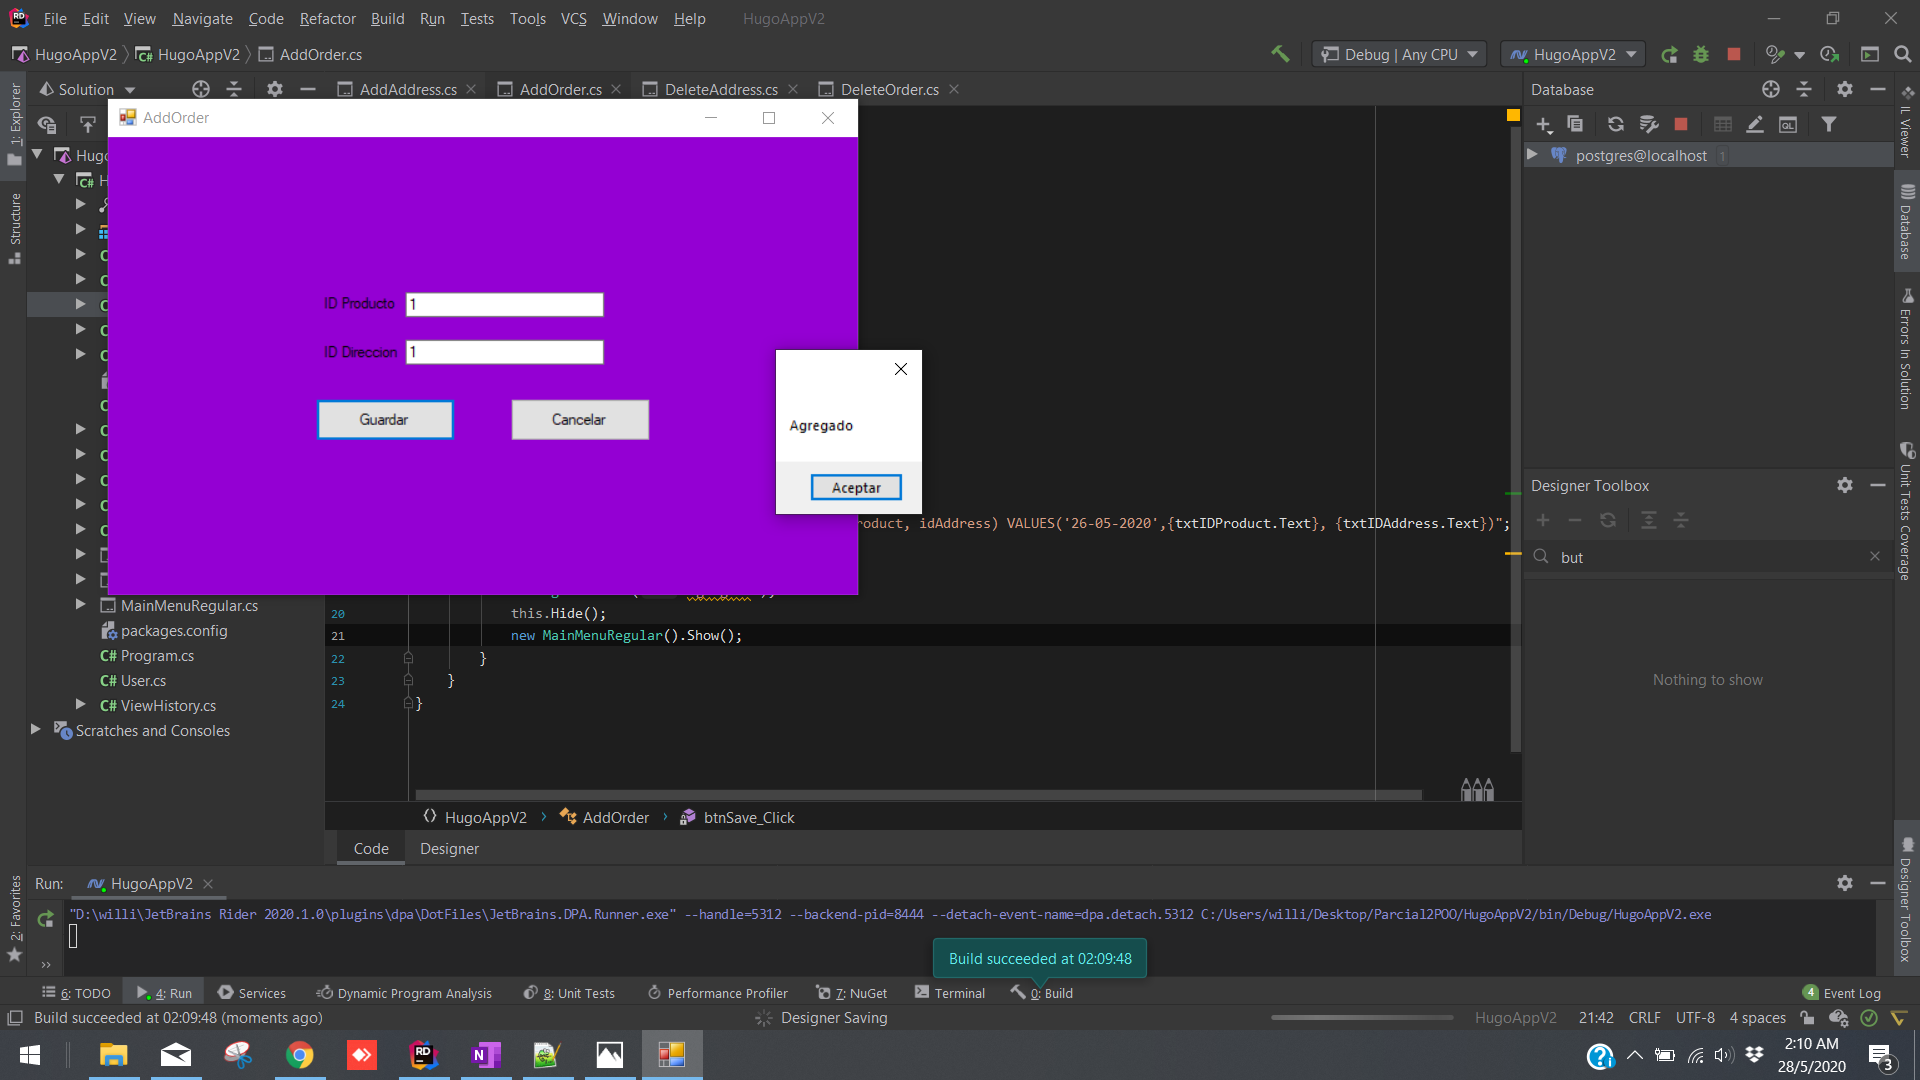 File Edit View Navigate Code Refactor Build Run Tests Tools VCS Window Help HugoAppV2
HugoAppV2 HugoAppV2 AddOrder.cs Debug | Any CPU HugoAppV2
Solution AddAddress.cs AddOrder.cs DeleteAddress.cs DeleteOrder.cs Database
1: Explorer
Structure
2: Favorites
AddOrder
ID Producto 1
ID Direccion 1
Guardar Cancelar
Agregado
Aceptar
roduct, idAddress) VALUES('26-05-2020',{txtIDProduct.Text}, {txtIDAddress.Text})";
20 this.Hide();
21 new MainMenuRegular().Show();
22 }
23 }
24 }
Hug
C# H
MainMenuRegular.cs
packages.config
C# Program.cs
C# User.cs
C# ViewHistory.cs
Scratches and Consoles
postgres@localhost 1
Designer Toolbox
but
Nothing to show
IL Viewer
Database
Errors In Solution
Unit Tests Coverage
Designer Toolbox
HugoAppV2 AddOrder btnSave_Click
Code Designer
Run: HugoAppV2
"D:\willi\JetBrains Rider 2020.1.0\plugins\dpa\DotFiles\JetBrains.DPA.Runner.exe" --handle=5312 --backend-pid=8444 --detach-event-name=dpa.detach.5312 C:/Users/willi/Desktop/Parcial2POO/HugoAppV2/bin/Debug/HugoAppV2.exe
Build succeeded at 02:09:48
6: TODO 4: Run Services Dynamic Program Analysis 8: Unit Tests Performance Profiler 7: NuGet Terminal 0: Build 4 Event Log
Build succeeded at 02:09:48 (moments ago) Designer Saving HugoAppV2 21:42 CRLF UTF-8 4 spaces
2:10 AM
28/5/2020
3